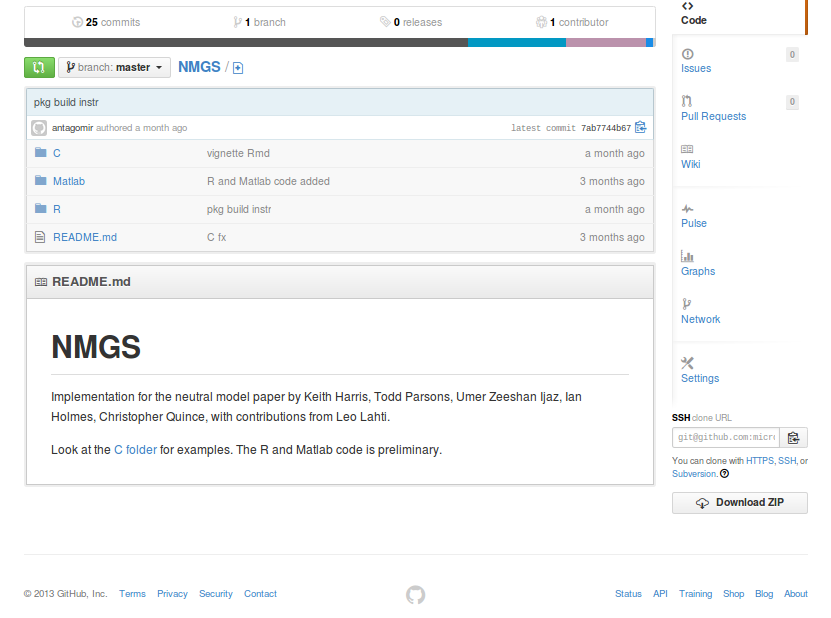 25 commits
1 branch
0 releases
1 contributor
branch: master
NMGS /
pkg build instr
antagomir authored a month ago
latest commit 7ab7744b67
C vignette Rmd a month ago
Matlab R and Matlab code added 3 months ago
R pkg build instr a month ago
README.md C fx 3 months ago
README.md
NMGS
Implementation for the neutral model paper by Keith Harris, Todd Parsons, Umer Zeeshan Ijaz, Ian
Holmes, Christopher Quince, with contributions from Leo Lahti.
Look at the C folder for examples. The R and Matlab code is preliminary.
Code
Issues 0
Pull Requests 0
Wiki
Pulse
Graphs
Network
Settings
SSH clone URL
git@github.com:micr
You can clone with HTTPS, SSH, or
Subversion.
Download ZIP
© 2013 GitHub, Inc. Terms Privacy Security Contact
Status API Training Shop Blog About